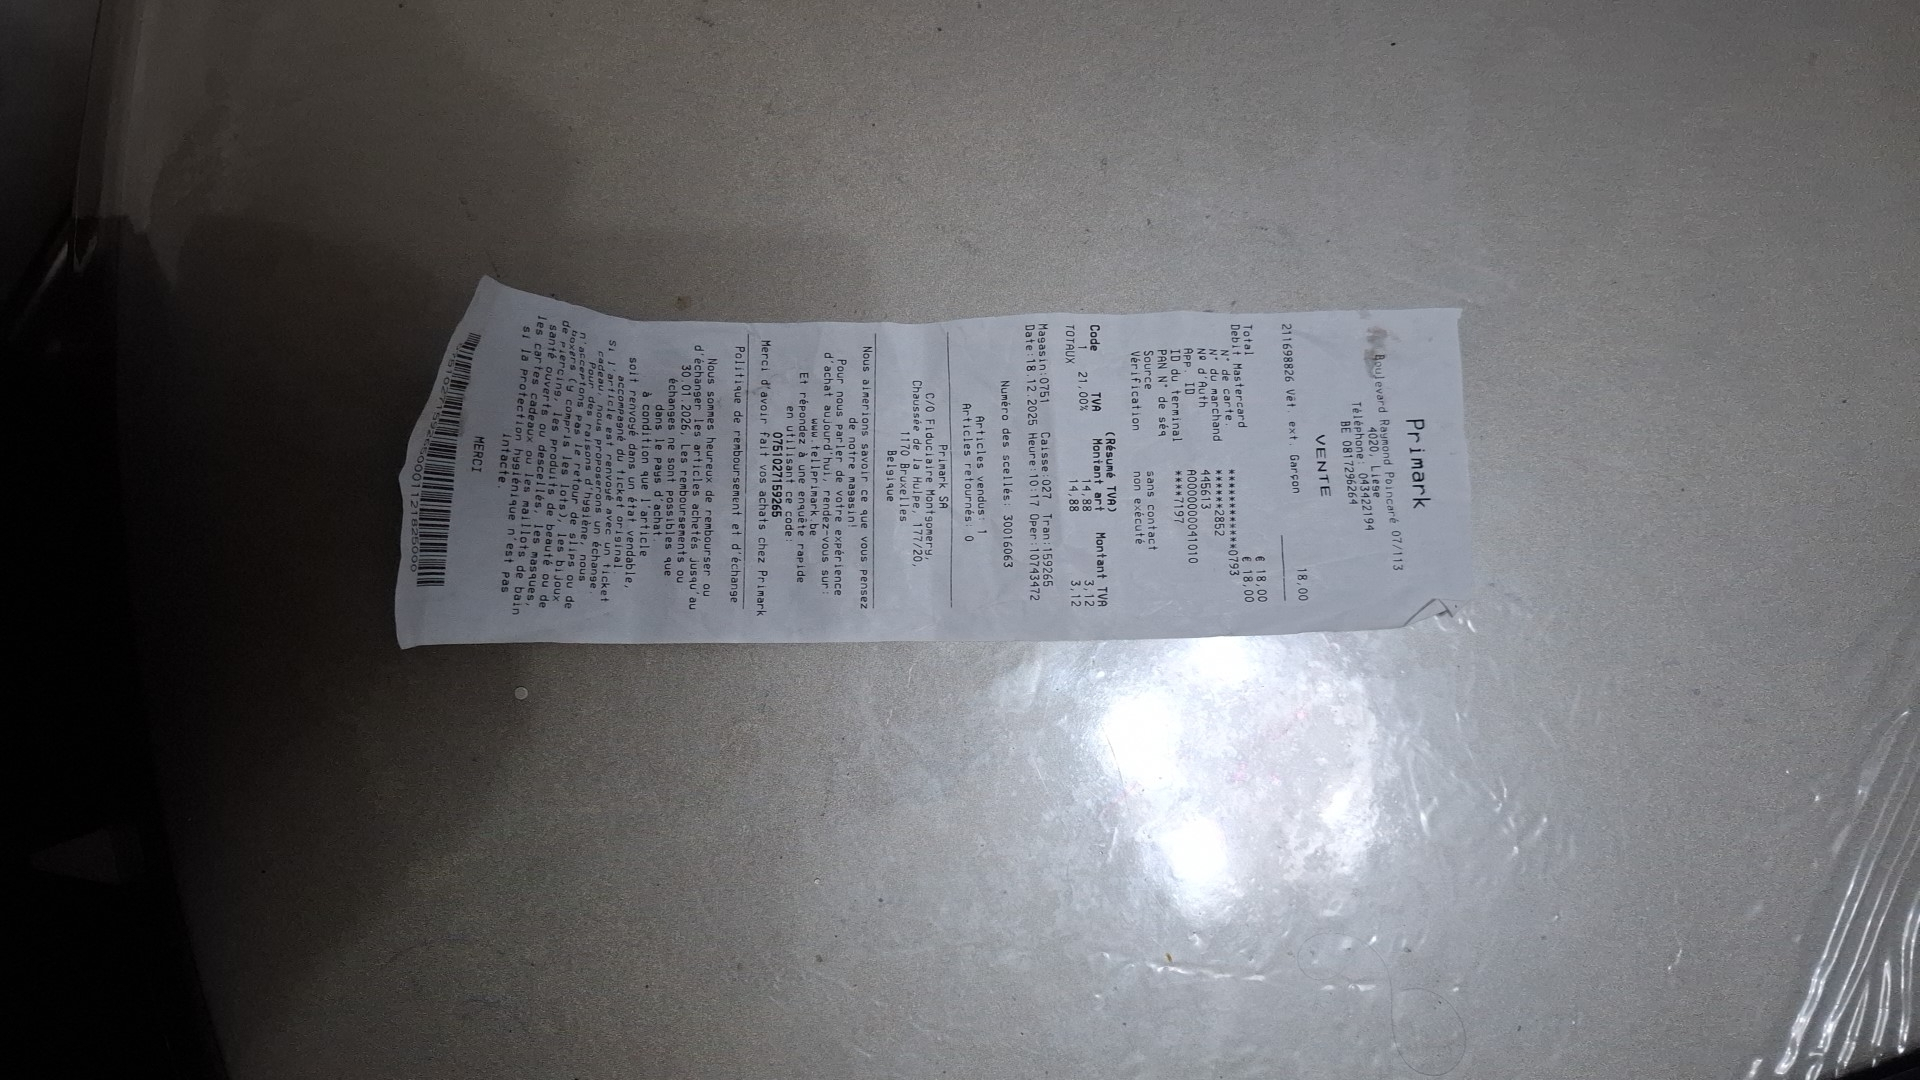 Primark
Boulevard Raymond Poincaré 07/113
4020, Liège
Téléphone: 043422194
BE 0817296264
VENTE
211698826 Vêt. ext. Garçon 18,00
Total € 18,00
Debit Mastercard € 18,00
N° de carte. ************0793
N° du marchand ******2852
Nº d'Auth 445613
App. ID A0000000041010
ID du terminal ****7197
PAN N° de séq
Source sans contact
Vérification non exécuté
(Résumé TVA)
Code TVA Montant art Montant TVA
1 21,00% 14,88 3,12
TOTAUX 14,88 3,12
Magasin:0751 Caisse:027 Tran:159265
Date:18.12.2025 Heure:10:17 Oper:10743472
Numéro des scellés: 30016063
Articles vendus: 1
Articles retournés: 0
Primark SA
C/O Fiduciaire Montgomery,
Chaussée de la Hulpe, 177/20,
1170 Bruxelles
Belgique
Nous aimerions savoir ce que vous pensez
de notre magasin!
Pour nous parler de votre expérience
d'achat aujourd'hui, rendez-vous sur:
www.tellprimark.be
Et répondez à une enquête rapide
en utilisant ce code:
0751027159265
Merci d'avoir fait vos achats chez Primark
Politique de remboursement et d'échange
Nous sommes heureux de rembourser ou
d'échanger les articles achetés jusqu'au
30.01.2026. Les remboursements ou
échanges ne sont possibles que
dans le pays d'achat.
à condition que l'article
soit renvoyé dans un état vendable,
accompagné du ticket original.
Si l'article est renvoyé avec un ticket
cadeau, nous proposerons un échange.
Pour des raisons d'hygiène, nous
n'acceptons pas le retour de slips ou de
boxers (y compris les lots), les bijoux
de piercing, les produits de beauté ou de
santé ouverts ou descellés, les masques,
les cartes cadeaux ou les maillots de bain
si la protection hygiénique n'est pas
intacte.
MERCI